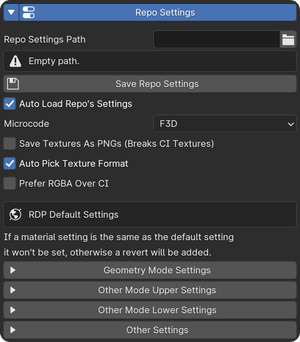 Repo Settings
Repo Settings Path
Empty path.
Save Repo Settings
Auto Load Repo's Settings
Microcode F3D
Save Textures As PNGs (Breaks CI Textures)
Auto Pick Texture Format
Prefer RGBA Over CI
RDP Default Settings
If a material setting is the same as the default setting
it won't be set, otherwise a revert will be added.
Geometry Mode Settings
Other Mode Upper Settings
Other Mode Lower Settings
Other Settings